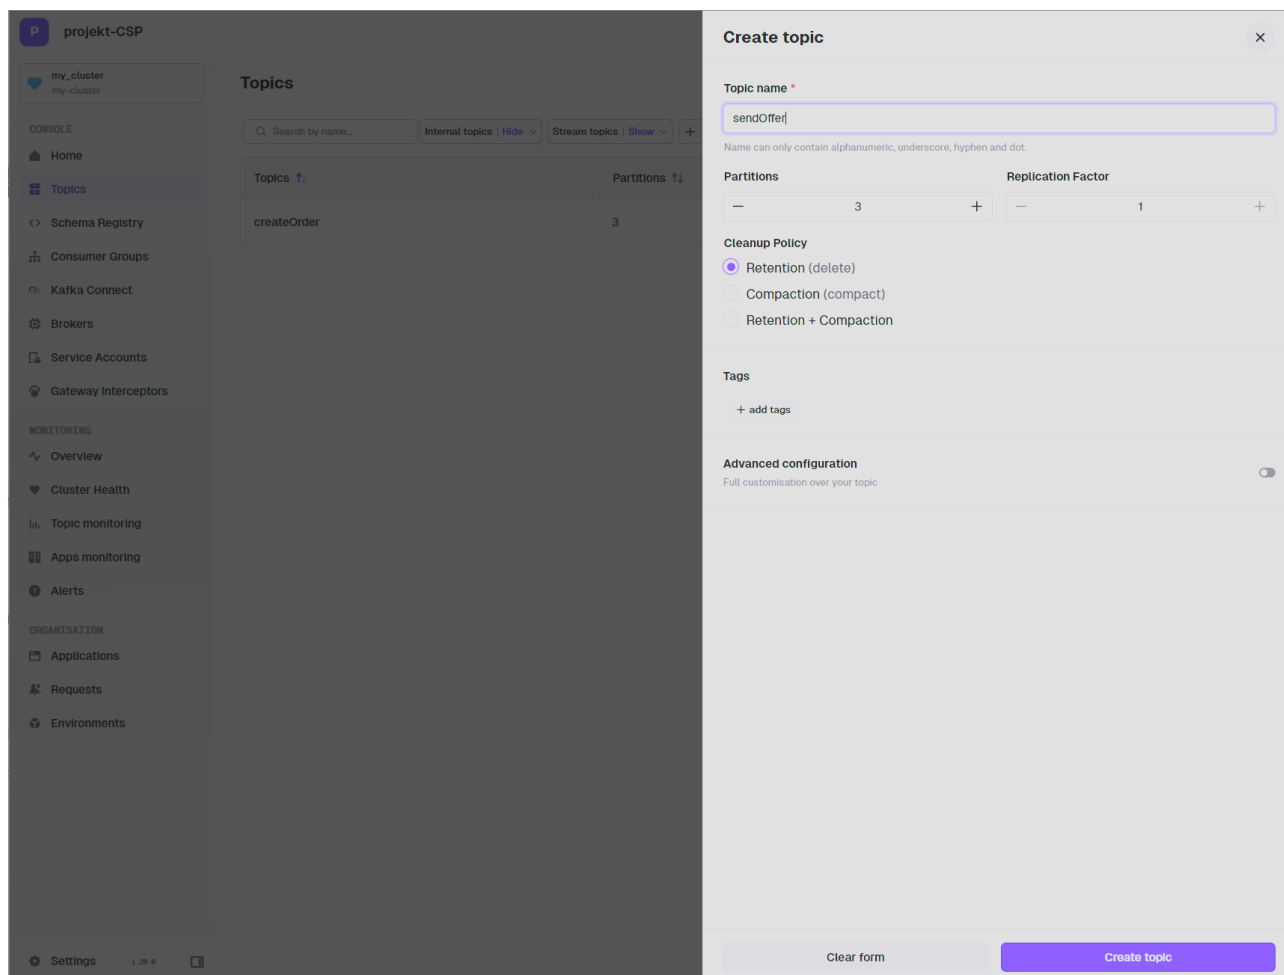 P projekt-CSP
my_cluster
my-cluster
CONSOLE
Home
Topics
Schema Registry
Consumer Groups
Kafka Connect
Brokers
Service Accounts
Gateway Interceptors
MONITORING
Overview
Cluster Health
Topic monitoring
Apps monitoring
Alerts
ORGANISATION
Applications
Requests
Environments
Settings 1.20.0
Topics
Search by name... Internal topics | Hide Stream topics | Show
Topics Partitions
createOrder 3
Create topic
Topic name *
sendOffer
Name can only contain alphanumeric, underscore, hyphen and dot.
Partitions Replication Factor
3 1
Cleanup Policy
Retention (delete)
Compaction (compact)
Retention + Compaction
Tags
+ add tags
Advanced configuration
Full customisation over your topic
Clear form Create topic